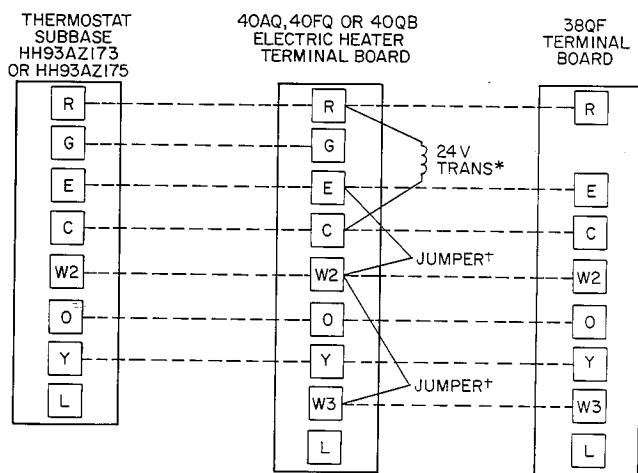 THERMOSTAT
SUBBASE
HH93AZ173
OR HH93AZ175
40AQ, 40FQ OR 40QB
ELECTRIC HEATER
TERMINAL BOARD
38QF
TERMINAL
BOARD
R
G
E
C
W2
O
Y
L
R
G
E
C
W2
O
Y
W3
L
24V
TRANS*
JUMPER†
JUMPER†
R
E
C
W2
O
Y
W3
L